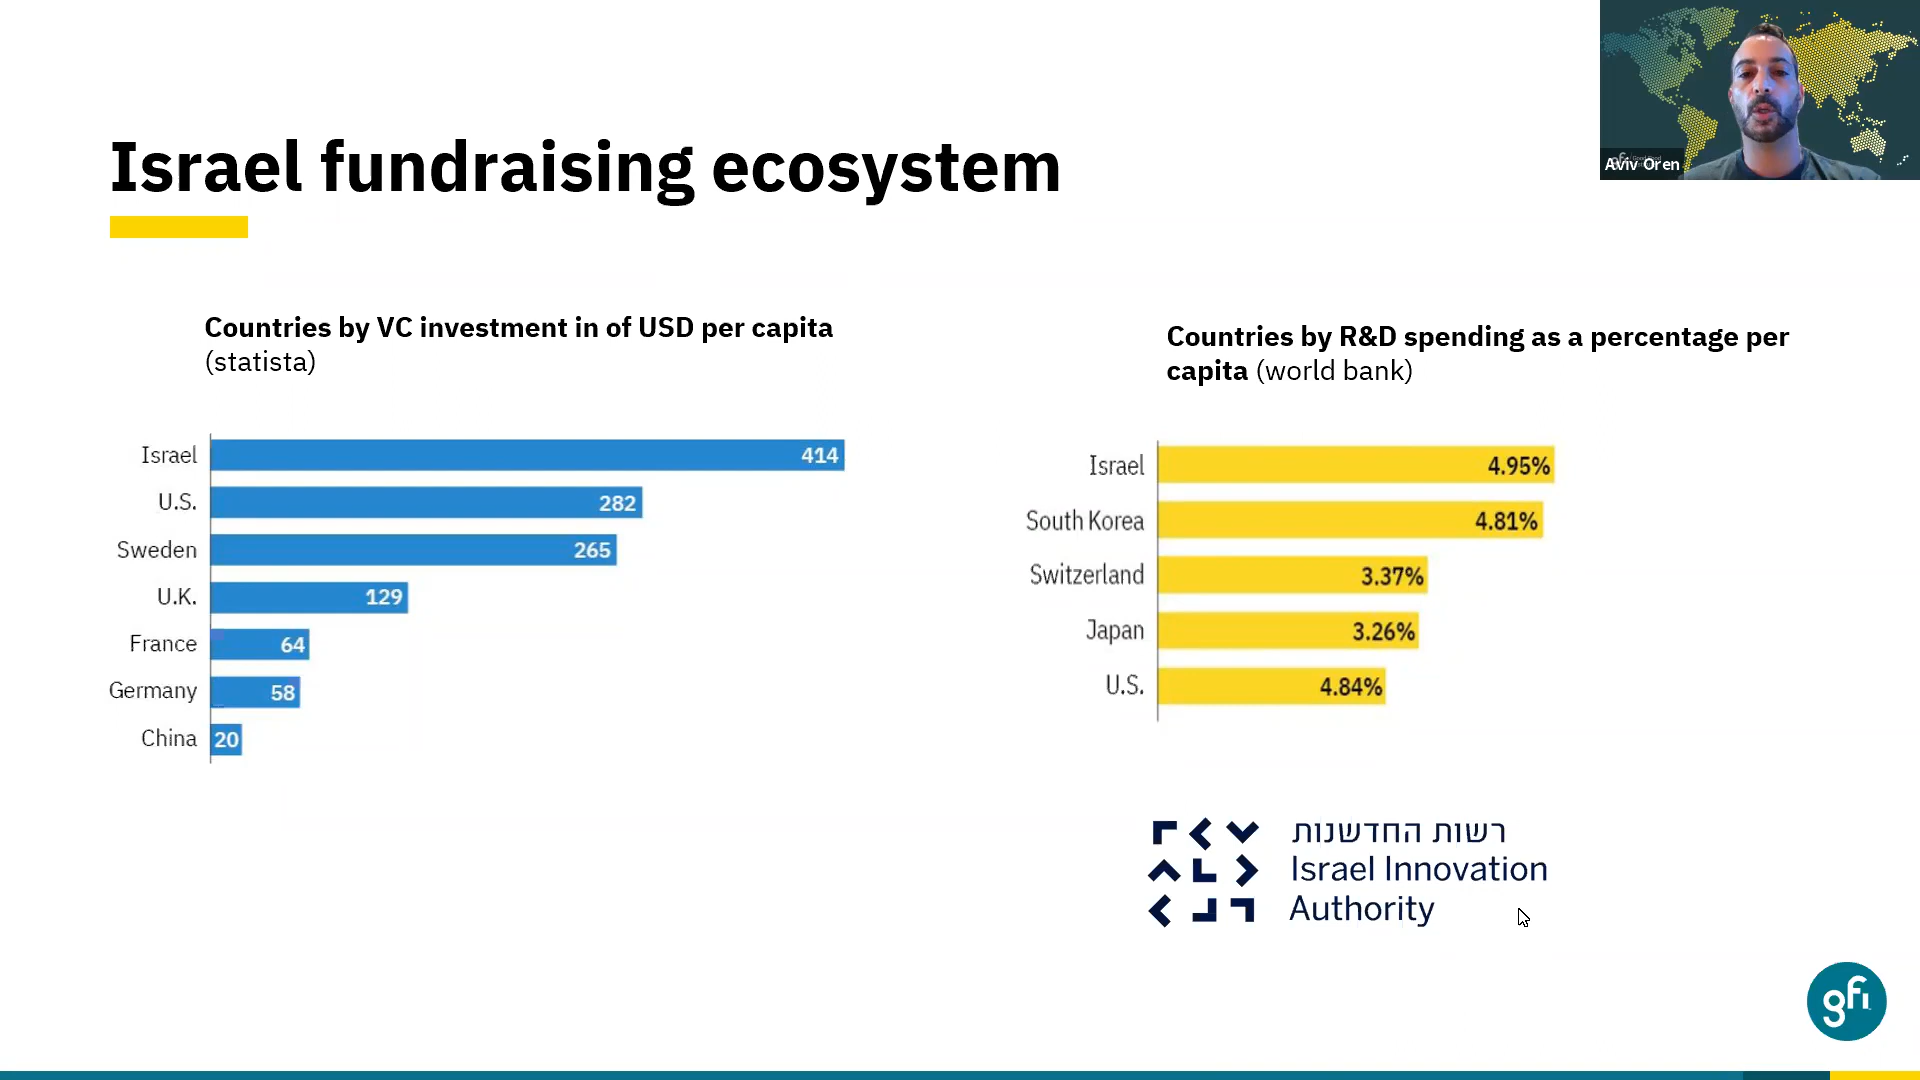 Israel fundraising ecosystem
Aviv Oren
Countries by VC investment in of USD per capita
(statista)
Israel 414
U.S. 282
Sweden 265
U.K. 129
France 64
Germany 58
China 20
Countries by R&D spending as a percentage per
capita (world bank)
Israel 4.95%
South Korea 4.81%
Switzerland 3.37%
Japan 3.26%
U.S. 4.84%
רשות החדשנות
Israel Innovation
Authority
gfi